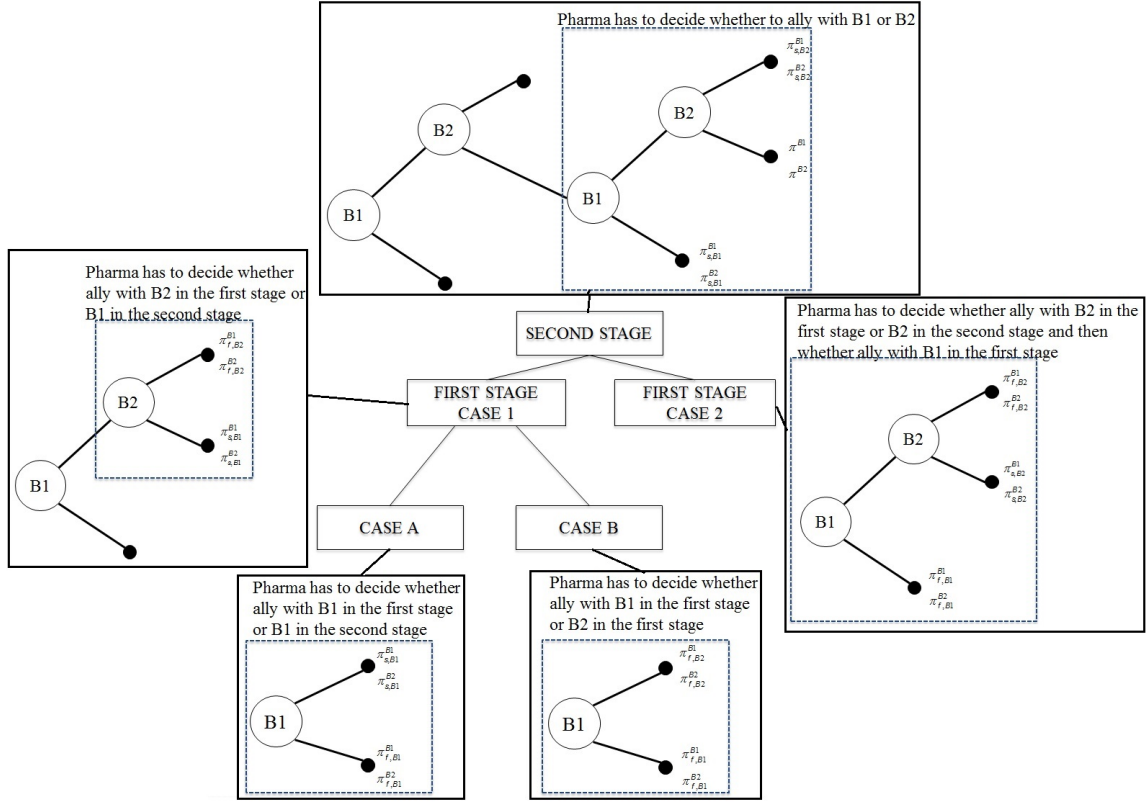 Pharma has to decide whether to ally with B1 or B2
B2
B1
B2
B1
π^{B1}_{s,B2}
π^{B2}_{s,B2}
π^{B1}
π^{B2}
π^{B1}_{s,B1}
π^{B2}_{s,B1}
Pharma has to decide whether
ally with B2 in the first stage or
B1 in the second stage
B2
B1
π^{B1}_{f,B2}
π^{B2}_{f,B2}
π^{B1}_{s,B1}
π^{B2}_{s,B1}
SECOND STAGE
FIRST STAGE
CASE 1
FIRST STAGE
CASE 2
Pharma has to decide whether ally with B2 in the
first stage or B2 in the second stage and then
whether ally with B1 in the first stage
B2
B1
π^{B1}_{f,B2}
π^{B2}_{f,B2}
π^{B1}_{s,B2}
π^{B2}_{s,B2}
π^{B1}_{f,B1}
π^{B2}_{f,B1}
CASE A
CASE B
Pharma has to decide whether
ally with B1 in the first stage
or B1 in the second stage
B1
π^{B1}_{s,B1}
π^{B2}_{s,B1}
π^{B1}_{f,B1}
π^{B2}_{f,B1}
Pharma has to decide whether
ally with B1 in the first stage
or B2 in the first stage
B1
π^{B1}_{f,B2}
π^{B2}_{f,B2}
π^{B1}_{f,B1}
π^{B2}_{f,B1}